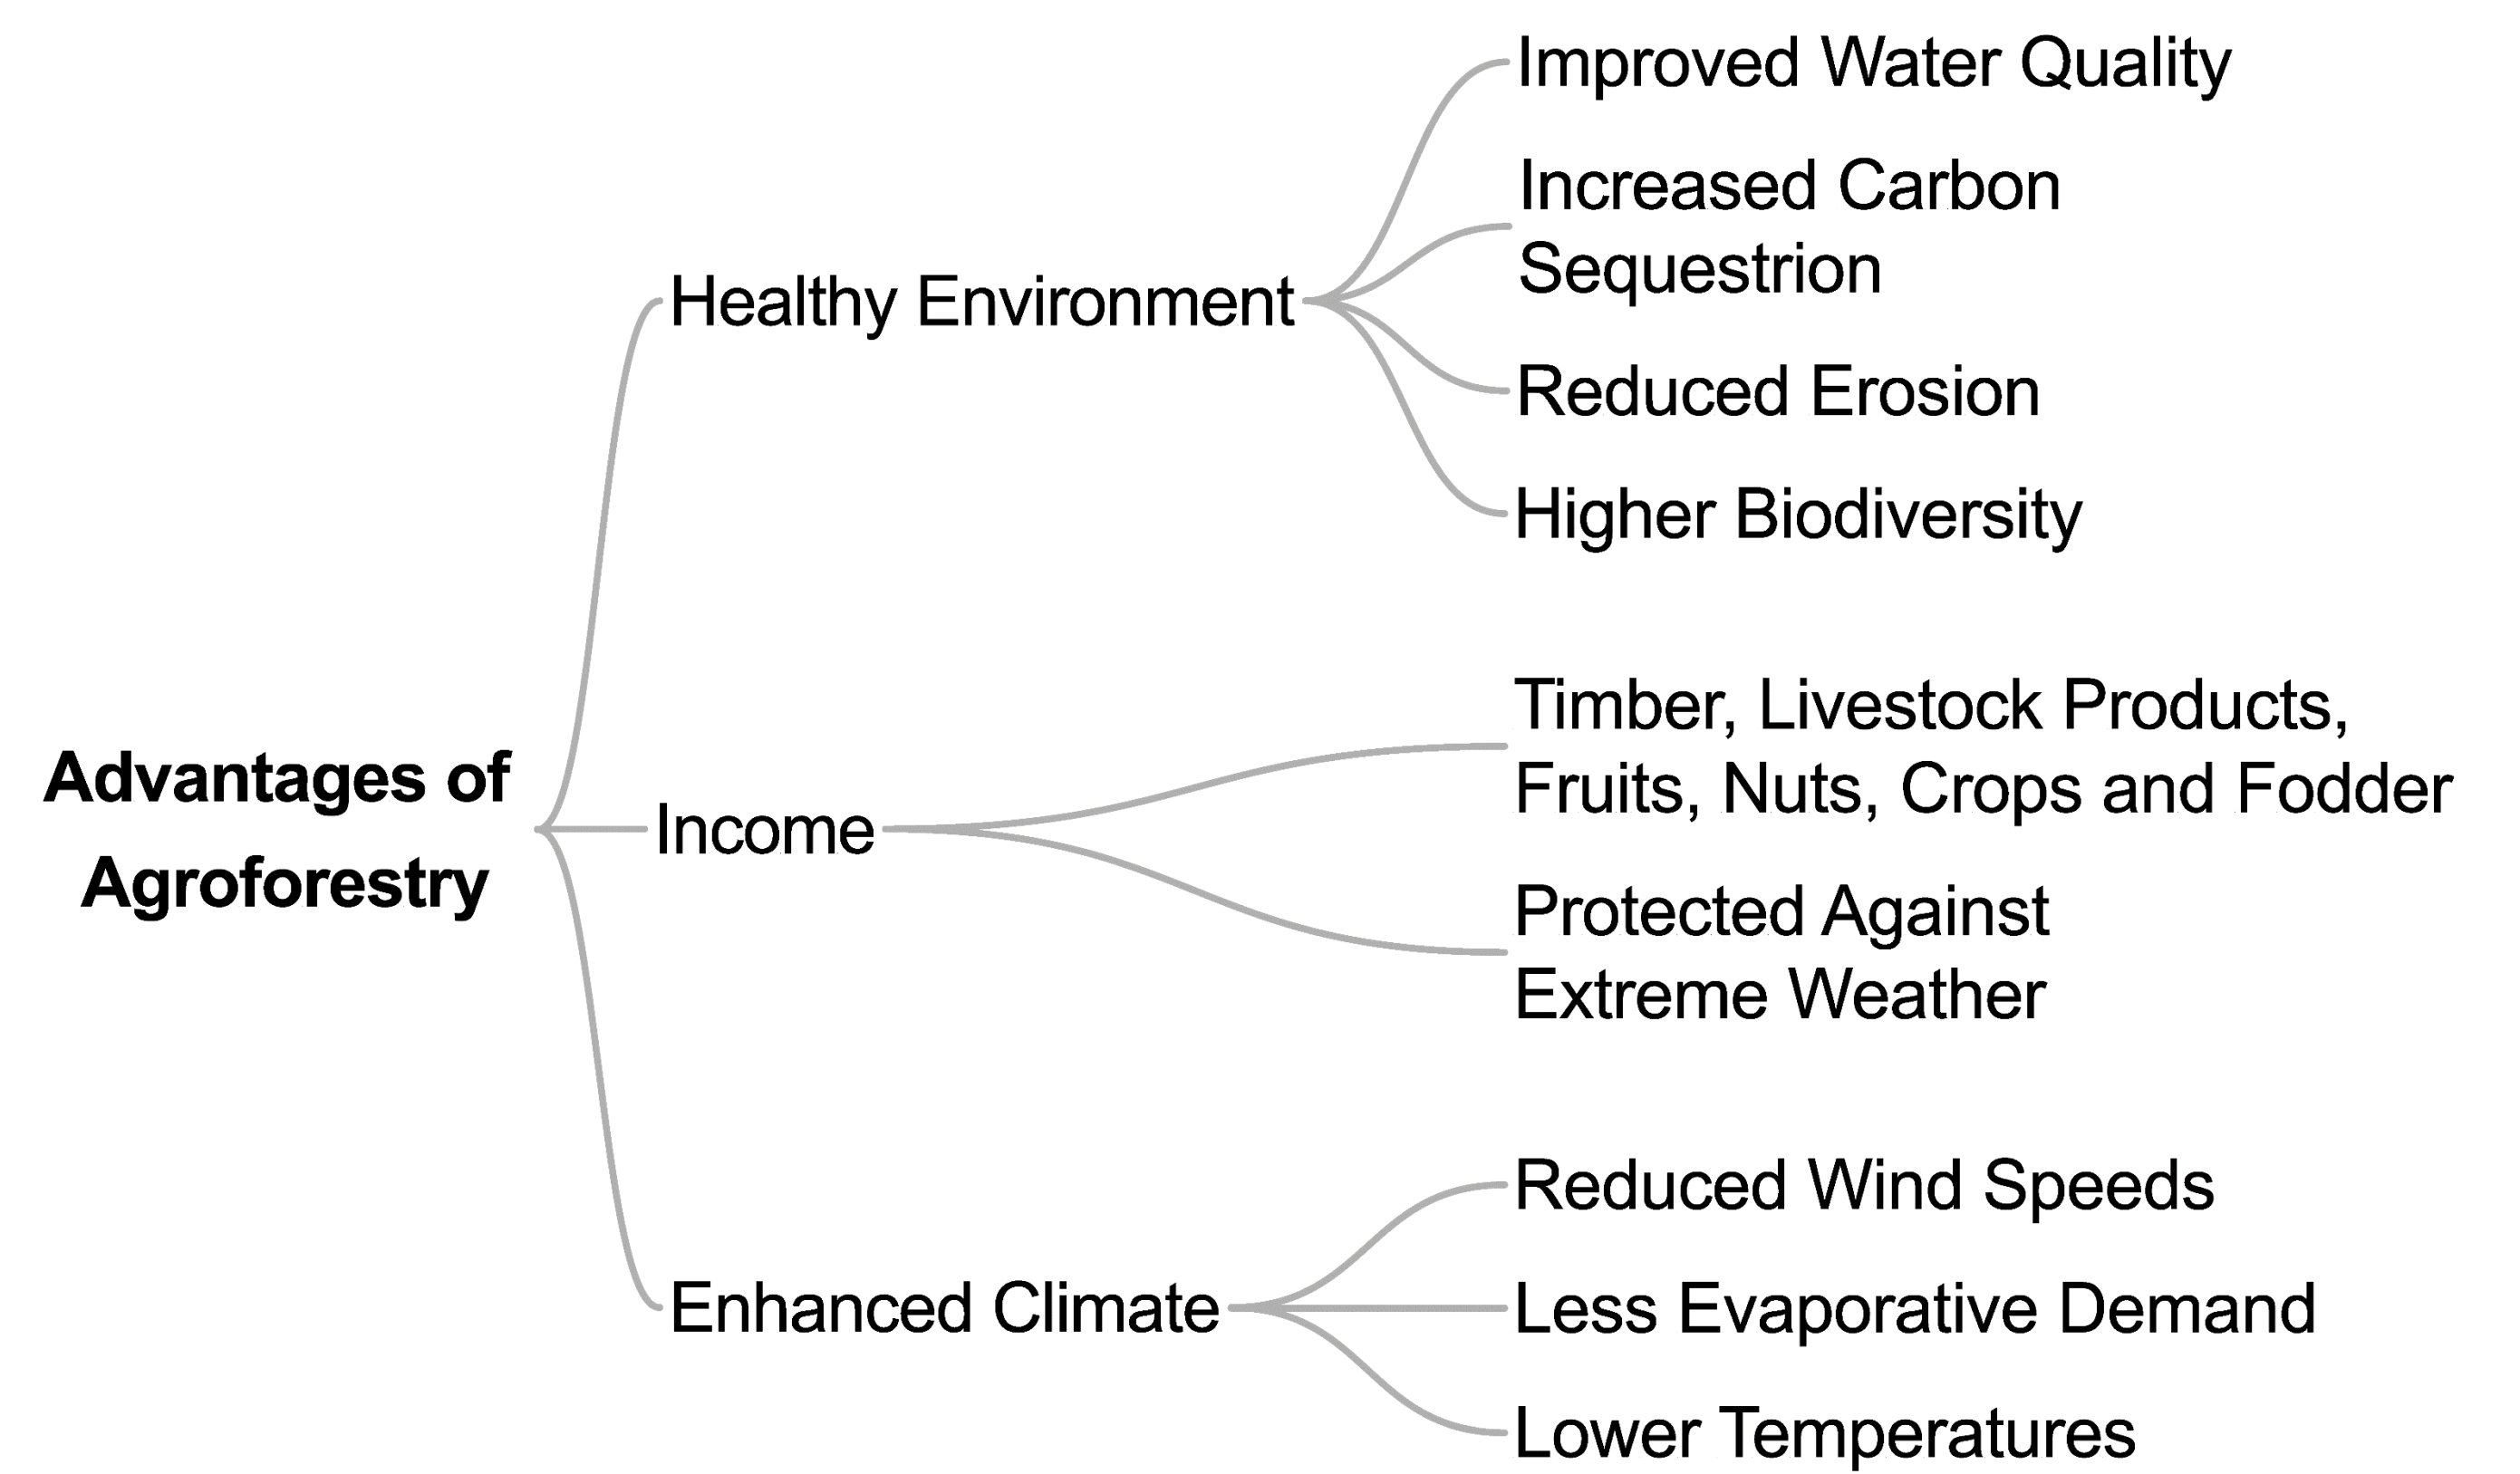 Advantages of
Agroforestry
Healthy Environment
Improved Water Quality
Increased Carbon
Sequestrion
Reduced Erosion
Higher Biodiversity
Income
Timber, Livestock Products,
Fruits, Nuts, Crops and Fodder
Protected Against
Extreme Weather
Enhanced Climate
Reduced Wind Speeds
Less Evaporative Demand
Lower Temperatures